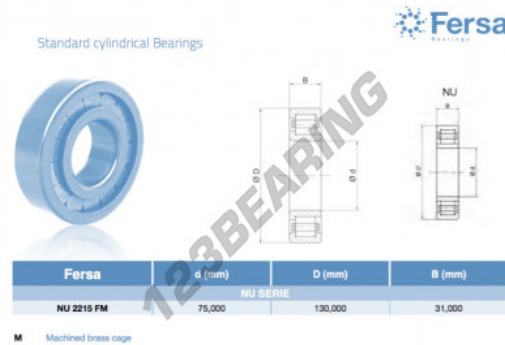 Fersa
Bearings
Standard cylindrical Bearings
B
NU
B
Ø D
Ø d
Ø D
Ø d
123BEARING
Fersa d (mm) D (mm) B (mm)
NU SERIE
NU 2215 FM 75,000 130,000 31,000
M Machined brass cage